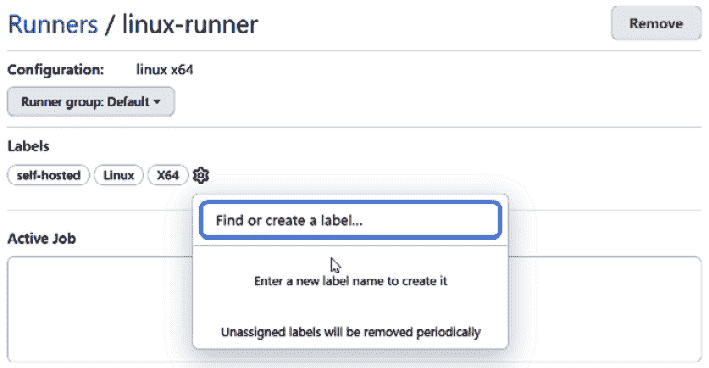 Runners / linux-runner
Remove
Configuration: linux x64
Runner group: Default
Labels
self-hosted Linux X64
Find or create a label...
Active Job
Enter a new label name to create it
Unassigned labels will be removed periodically